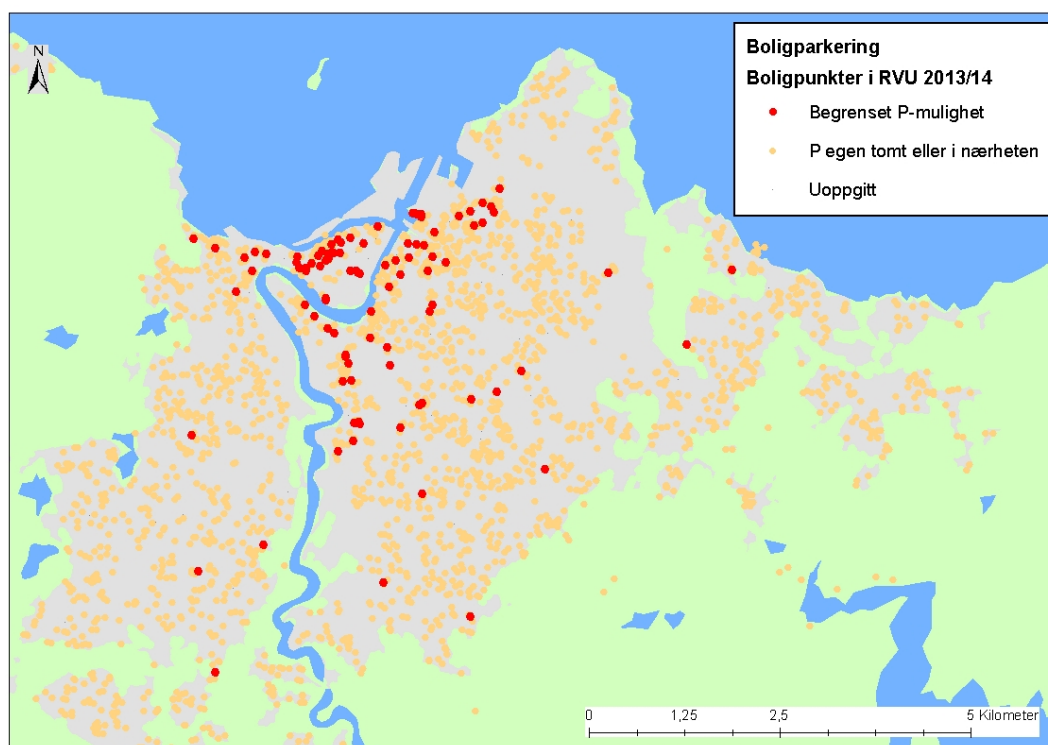 N
Boligparkering
Boligpunkter i RVU 2013/14
Begrenset P-mulighet
P egen tomt eller i nærheten
Uoppgitt
0 1,25 2,5 5 Kilometer